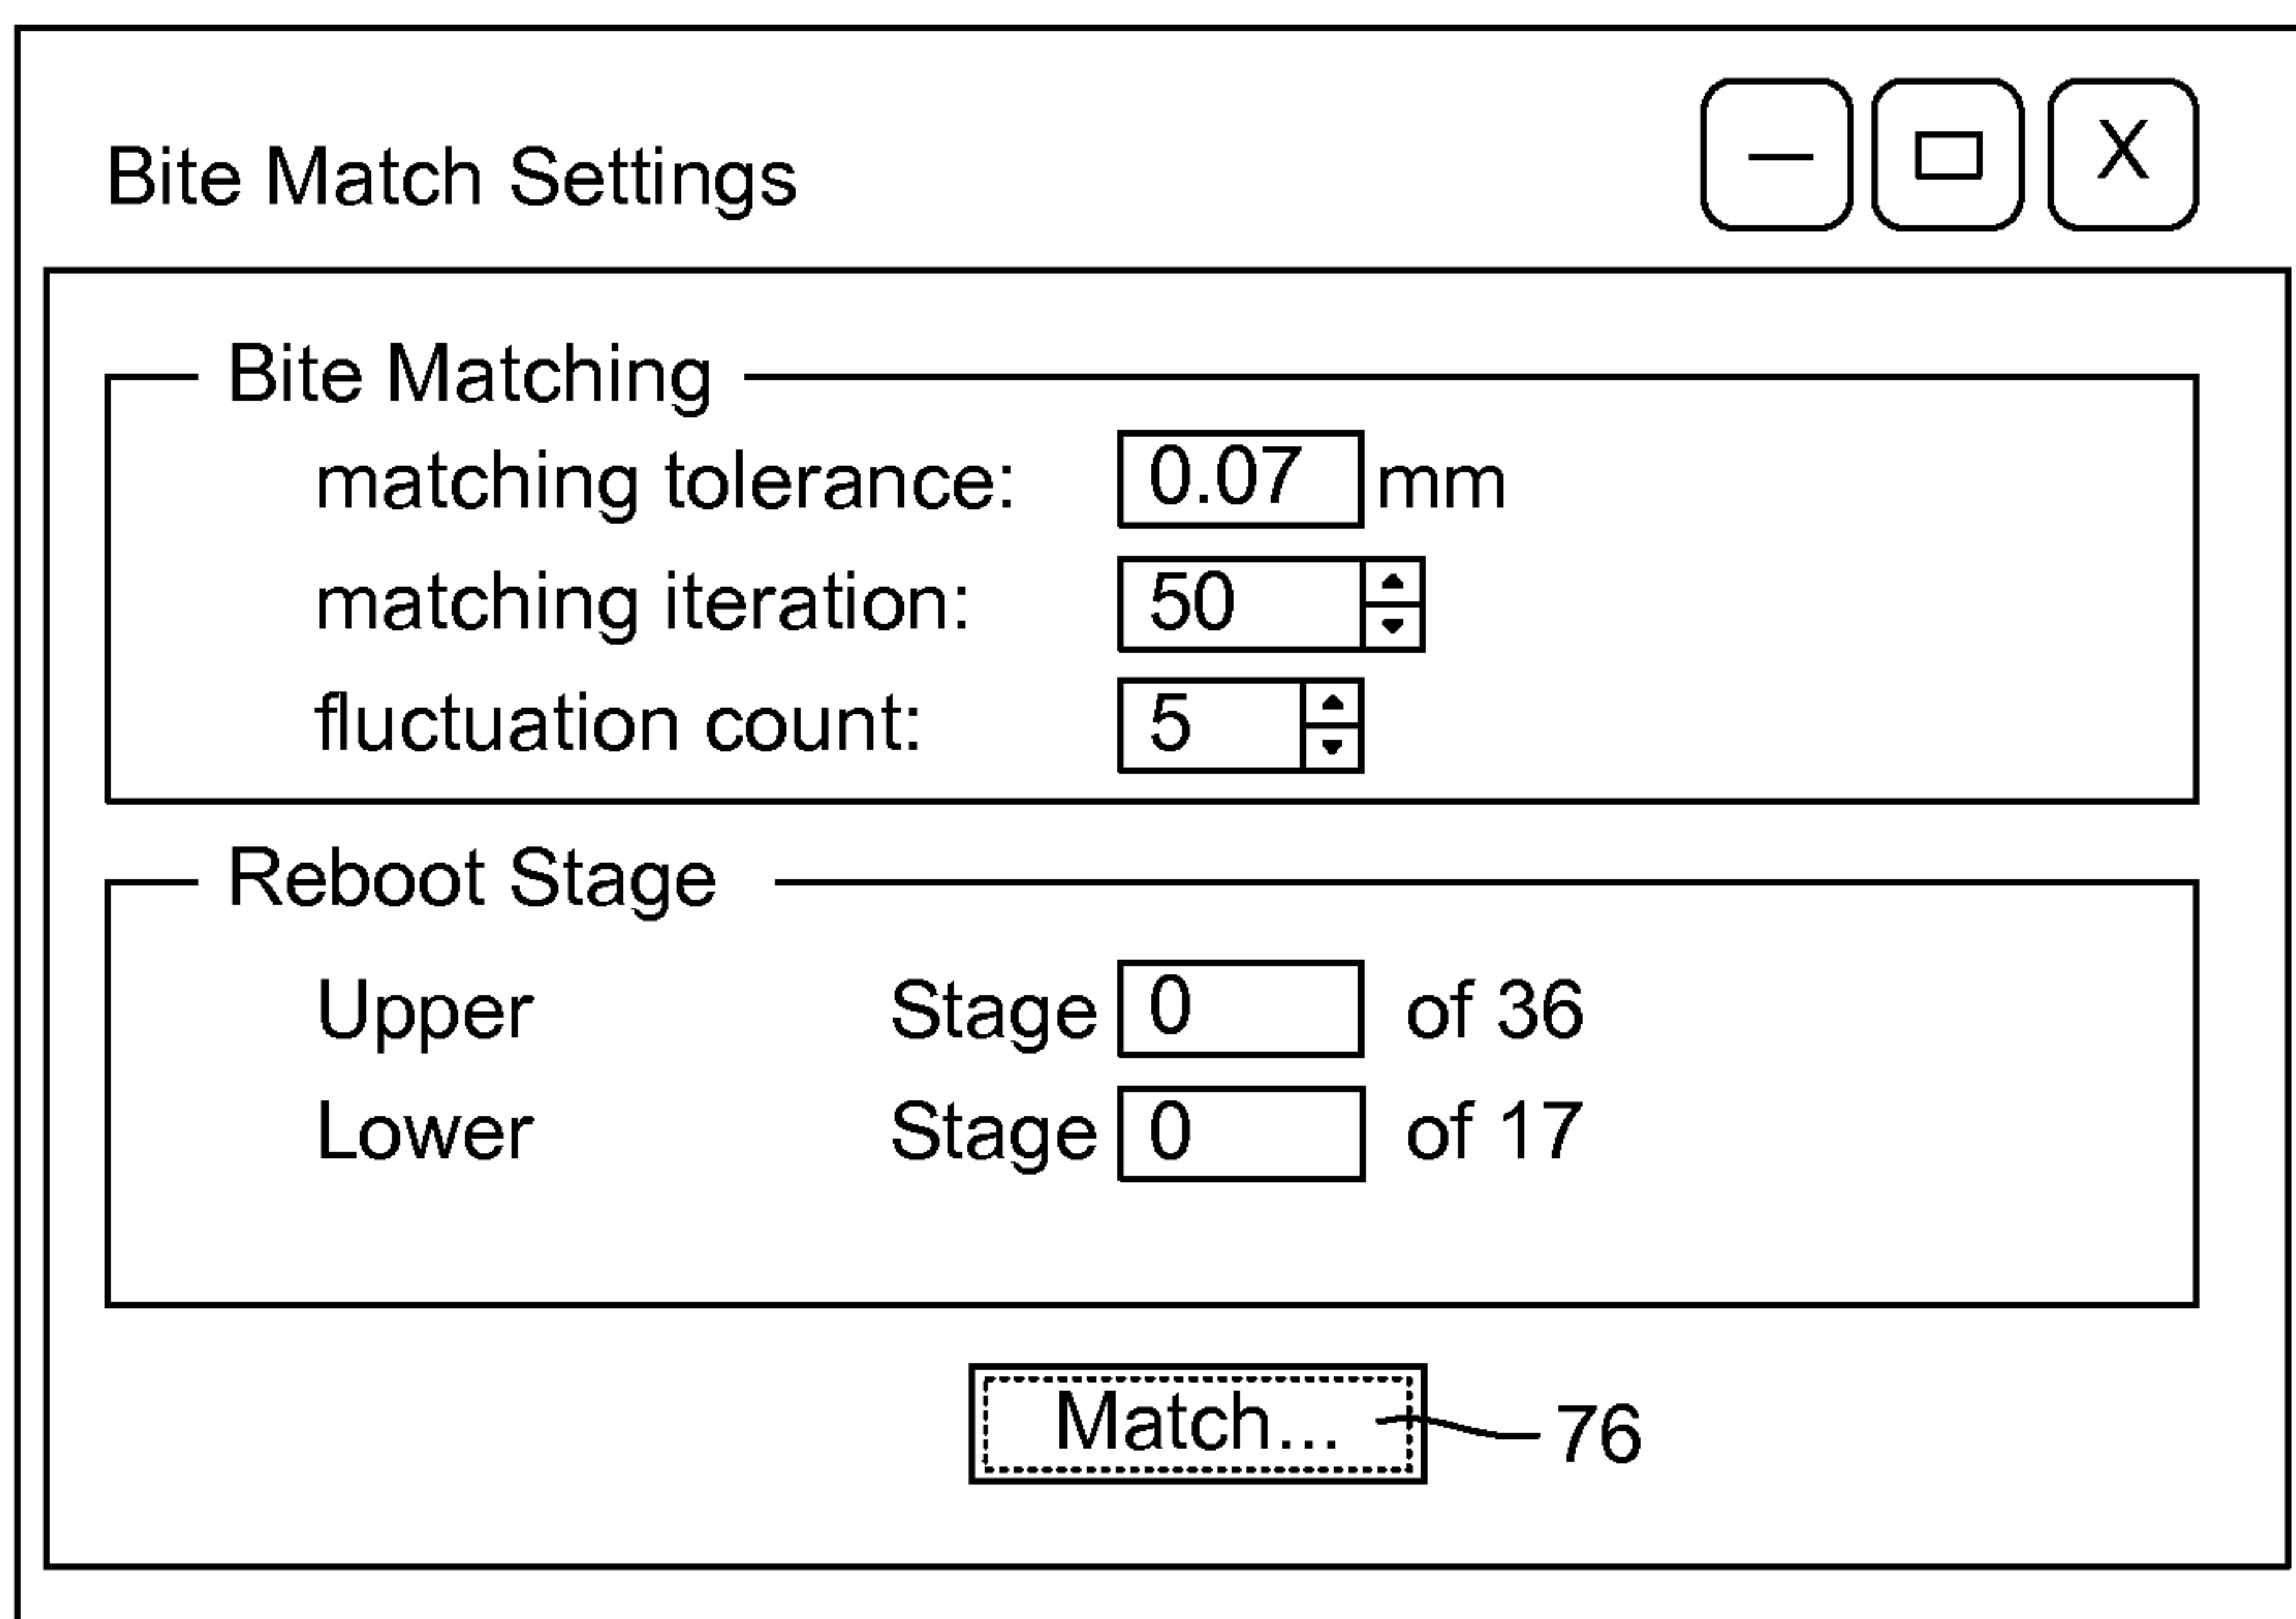 Bite Match Settings
X
Bite Matching
matching tolerance: 0.07 mm
matching iteration: 50
fluctuation count: 5
Reboot Stage
Upper Stage 0 of 36
Lower Stage 0 of 17
Match... 76